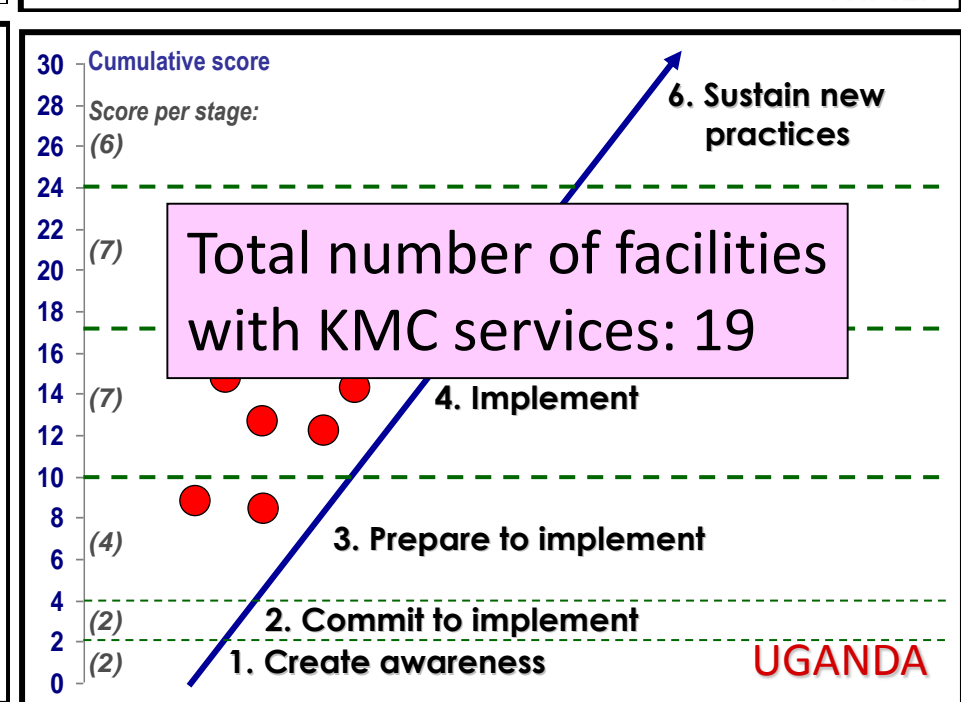 30 Cumulative score
28 Score per stage:
6. Sustain new
practices
26 (6)
24
22
(7)
20
Total number of facilities
with KMC services: 19
18
16
14 (7) 4. Implement
12
10
8
3. Prepare to implement
(4)
6
4
(2) 2. Commit to implement
2
(2) 1. Create awareness UGANDA
0